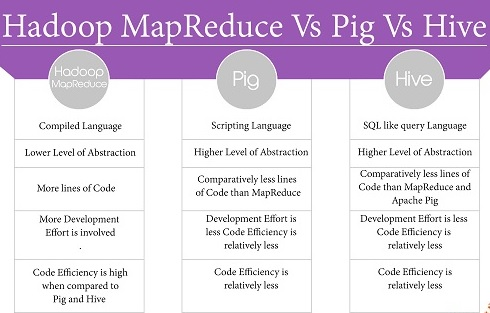 Hadoop MapReduce Vs Pig Vs Hive
Hadoop
MapReduce
Pig
Hive
Compiled Language
Scripting Language
SQL like query Language
Lower Level of Abstraction
Higher Level of Abstraction
Higher Level of Abstraction
More lines of Code
Comparatively less lines
of Code than MapReduce
Comparatively less lines of
Code than MapReduce and
Apache Pig
More Development
Effort is involved
.
Development Effort is
less Code Efficiency is
relatively less
Development Effort is less
Code Efficiency is
relatively less
Code Efficiency is high
when compared to
Pig and Hive
Code Efficiency is
relatively less
Code Efficiency is
relatively less